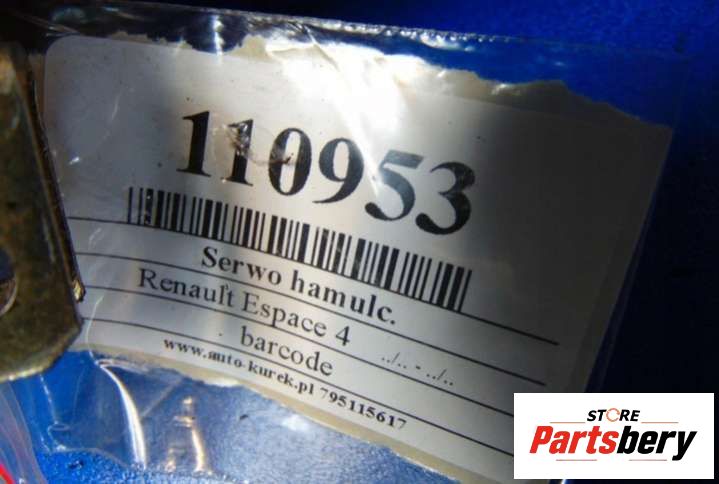 110953
Serwo hamulc.
Renault Espace 4 ../.. - ../..
barcode
www.auto-kurek.pl 795115617
STORE
Partsbery